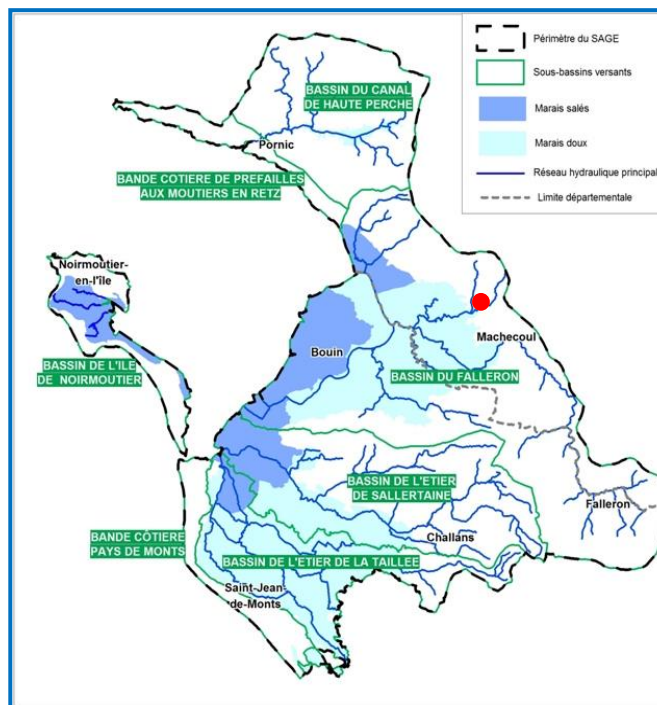 Périmètre du SAGE
Sous-bassins versants
Marais salés
Marais doux
Réseau hydraulique principal
Limite départementale
BASSIN DU CANAL
DE HAUTE PERCHE
Pornic
BANDE COTIERE DE PREFAILLES
AUX MOUTIERS EN RETZ
Noirmoutier-
en-l'île
Machecoul
Bouin
BASSIN DE L'ILE
DE NOIRMOUTIER
BASSIN DU FALLERON
BASSIN DE L'ETIER
DE SALLERTAINE
Falleron
BANDE CÔTIERE
PAYS DE MONTS
Challans
BASSIN DE L'ETIER DE LA TAILLEE
Saint-Jean-
de-Monts